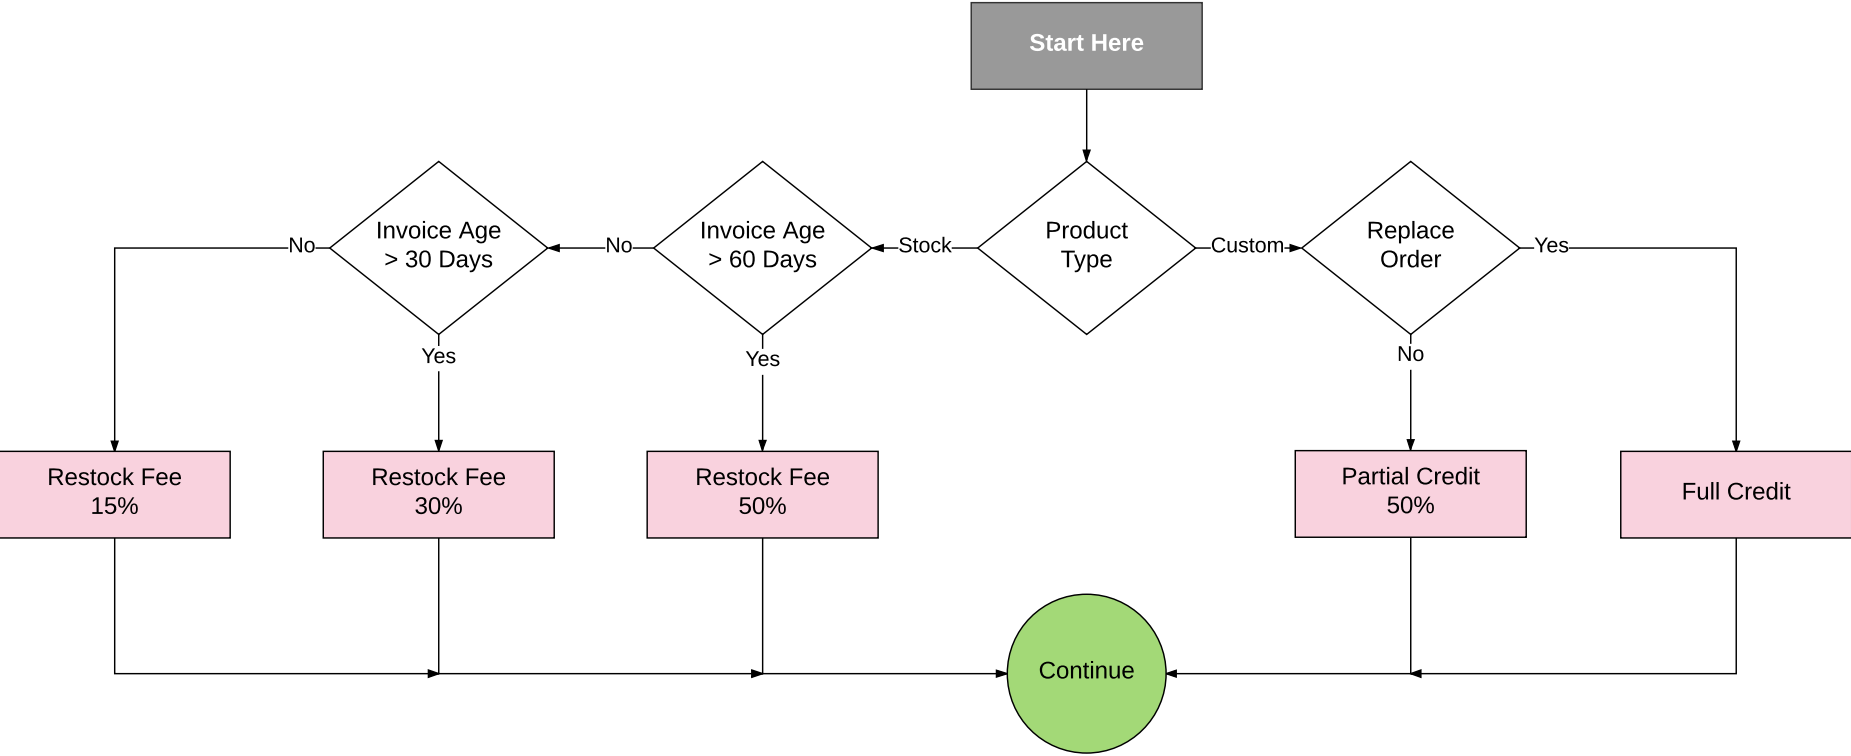 Start Here
Invoice Age
> 30 Days
Invoice Age
> 60 Days
Product
Type
Replace
Order
No
No
Stock
Custom
Yes
Yes
Yes
No
Restock Fee
15%
Restock Fee
30%
Restock Fee
50%
Partial Credit
50%
Full Credit
Continue